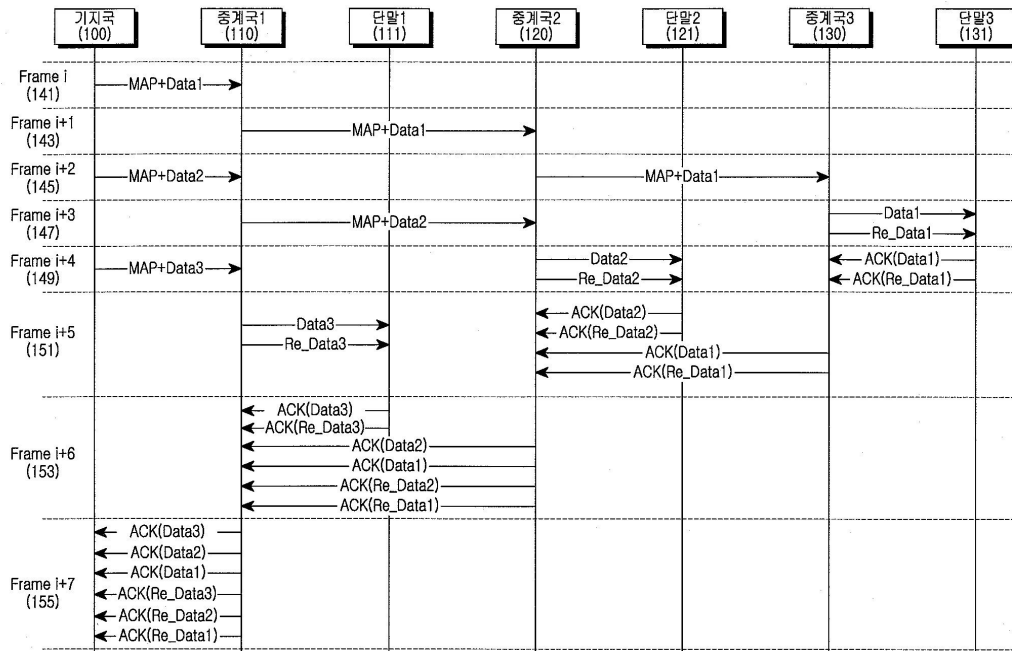 기지국 중계국1 단말1 중계국2 단말2 중계국3 단말3
(100) (110) (111) (120) (121) (130) (131)
Frame i
(141)
MAP+Data1
Frame i+1
(143)
MAP+Data1
Frame i+2
(145)
MAP+Data2 MAP+Data1
Frame i+3
(147)
MAP+Data2
Data1
Re_Data1
Frame i+4
(149)
MAP+Data3
Data2 ACK(Data1)
Re_Data2 ACK(Re_Data1)
Frame i+5
(151)
ACK(Data2)
Data3 ACK(Re_Data2)
Re_Data3 ACK(Data1)
ACK(Re_Data1)
Frame i+6
(153)
ACK(Data3)
ACK(Re_Data3)
ACK(Data2)
ACK(Data1)
ACK(Re_Data2)
ACK(Re_Data1)
Frame i+7
(155)
ACK(Data3)
ACK(Data2)
ACK(Data1)
ACK(Re_Data3)
ACK(Re_Data2)
ACK(Re_Data1)